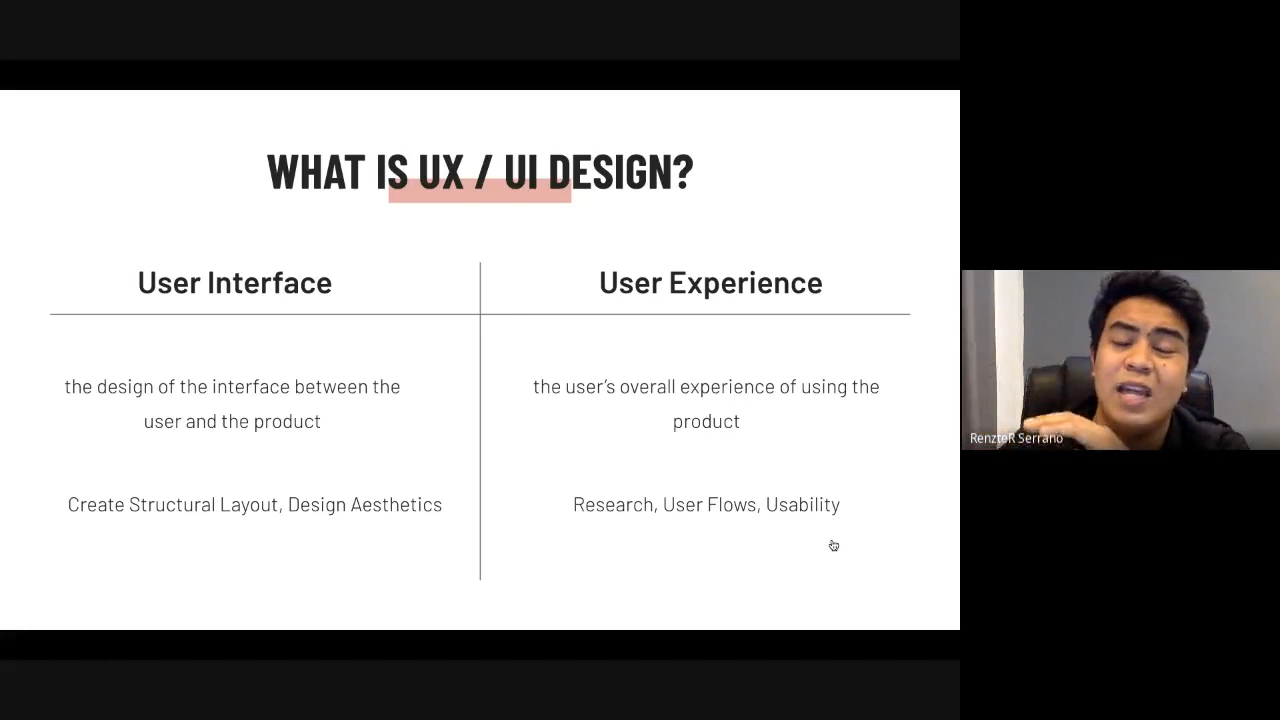 WHAT IS UX / UI DESIGN?
User Interface
User Experience
the design of the interface between the
user and the product
the user’s overall experience of using the
product
Create Structural Layout, Design Aesthetics
Research, User Flows, Usability
RenzteR Serrano